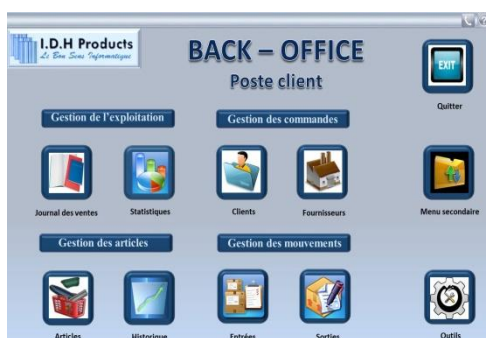 I.D.H Products
Le Bon Sens Informatique
BACK – OFFICE
Poste client
EXIT
Quitter
Gestion de l'exploitation
Gestion des commandes
Journal des ventes
Statistiques
Clients
Fournisseurs
Menu secondaire
Gestion des articles
Gestion des mouvements
Articles
Historique
Entrées
Sorties
Outils